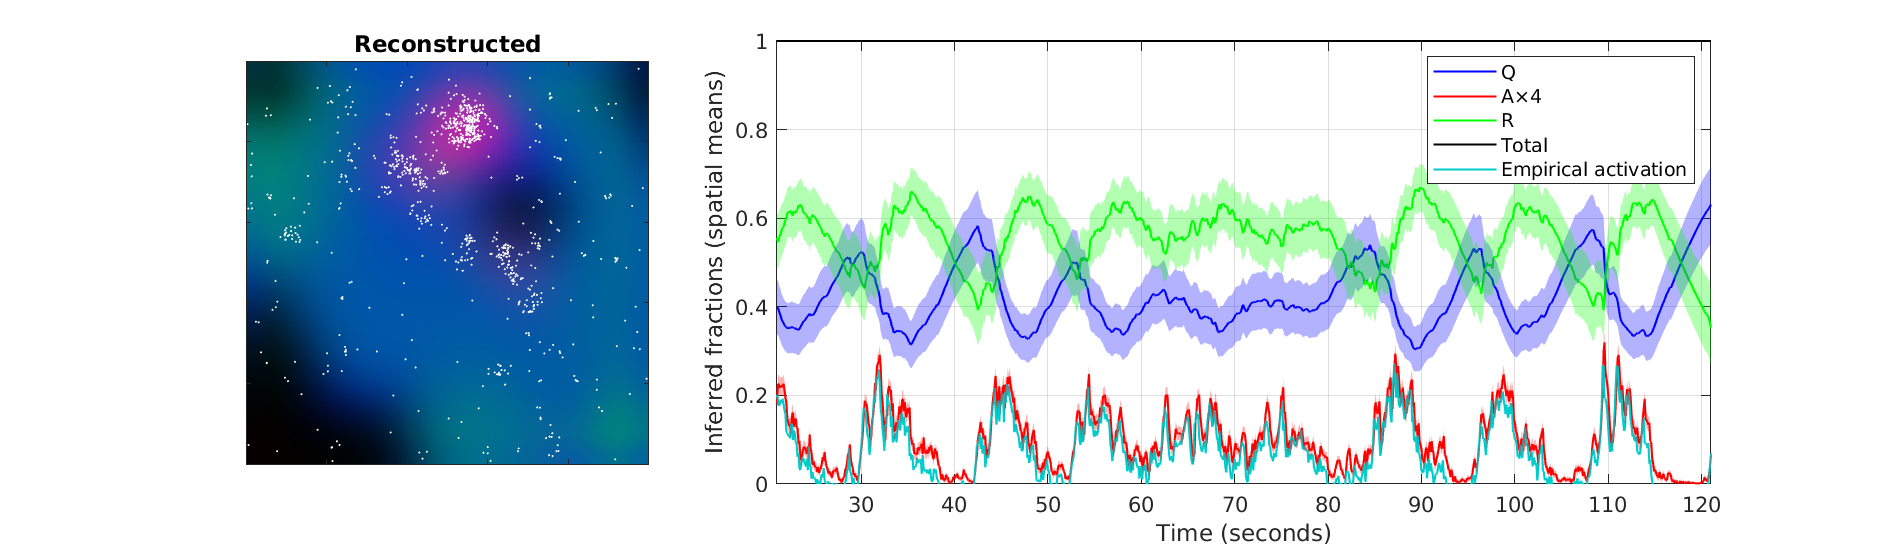 Reconstructed
Inferred fractions (spatial means)
1
0.8
0.6
0.4
0.2
0
Q
A×4
R
Total
Empirical activation
30 40 50 60 70 80 90 100 110 120
Time (seconds)